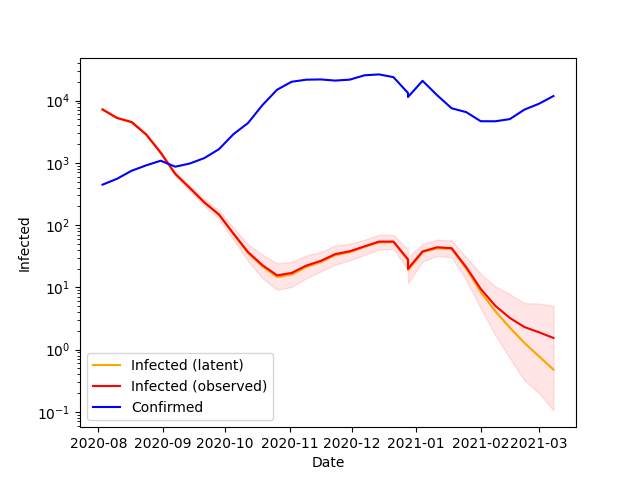 10⁴
10³
10²
10¹
10⁰
10⁻¹
Infected
Infected (latent)
Infected (observed)
Confirmed
2020-08 2020-09 2020-10 2020-11 2020-12 2021-01 2021-02 2021-03
Date